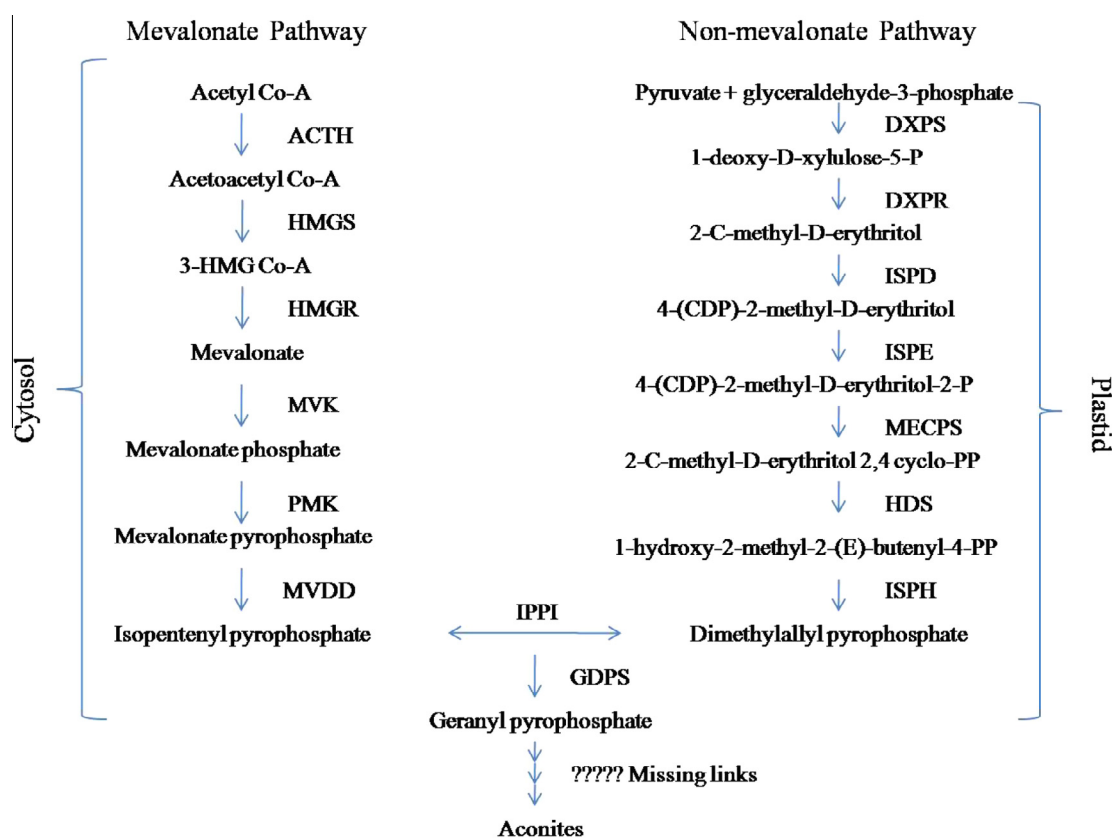 Mevalonate Pathway
Non-mevalonate Pathway
Cytosol
Acetyl Co-A
ACTH
Acetoacetyl Co-A
HMGS
3-HMG Co-A
HMGR
Mevalonate
MVK
Mevalonate phosphate
PMK
Mevalonate pyrophosphate
MVDD
Isopentenyl pyrophosphate
Pyruvate + glyceraldehyde-3-phosphate
DXPS
1-deoxy-D-xylulose-5-P
DXPR
2-C-methyl-D-erythritol
ISPD
4-(CDP)-2-methyl-D-erythritol
ISPE
4-(CDP)-2-methyl-D-erythritol-2-P
MECPS
2-C-methyl-D-erythritol 2,4 cyclo-PP
HDS
1-hydroxy-2-methyl-2-(E)-butenyl-4-PP
ISPH
Dimethylallyl pyrophosphate
Plastid
IPPI
GDPS
Geranyl pyrophosphate
????? Missing links
Aconites